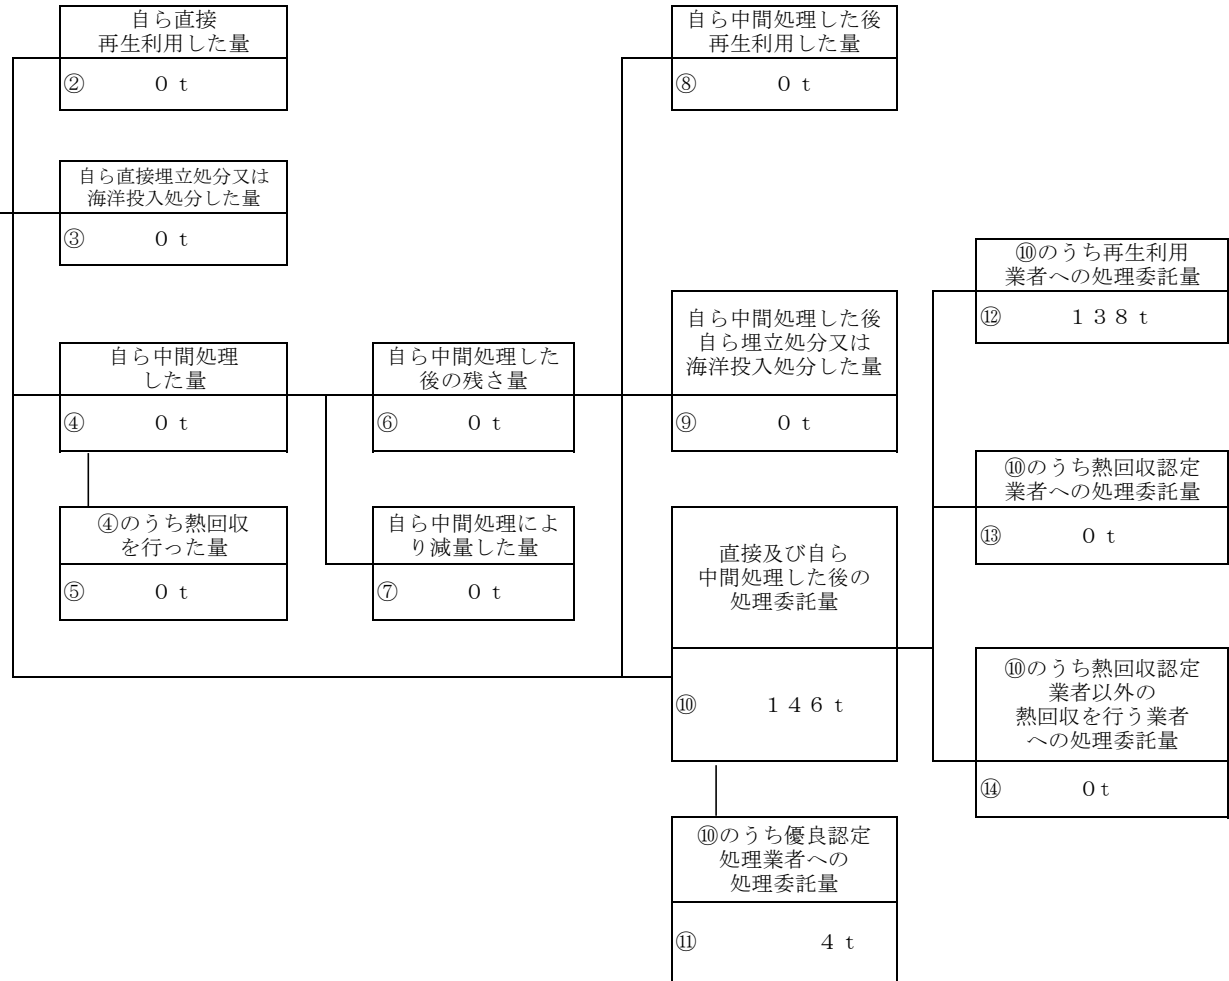 自ら直接
再生利用した量
② 0 t
自ら直接埋立処分又は
海洋投入処分した量
③ 0 t
自ら中間処理
した量
④ 0 t
④のうち熱回収
を行った量
⑤ 0 t
自ら中間処理した
後の残さ量
⑥ 0 t
自ら中間処理によ
り減量した量
⑦ 0 t
自ら中間処理した後
再生利用した量
⑧ 0 t
自ら中間処理した後
自ら埋立処分又は
海洋投入処分した量
⑨ 0 t
直接及び自ら
中間処理した後の
処理委託量
⑩ 146 t
⑩のうち優良認定
処理業者への
処理委託量
⑪ 4 t
⑩のうち再生利用
業者への処理委託量
⑫ 138 t
⑩のうち熱回収認定
業者への処理委託量
⑬ 0 t
⑩のうち熱回収認定
業者以外の
熱回収を行う業者
への処理委託量
⑭ 0 t